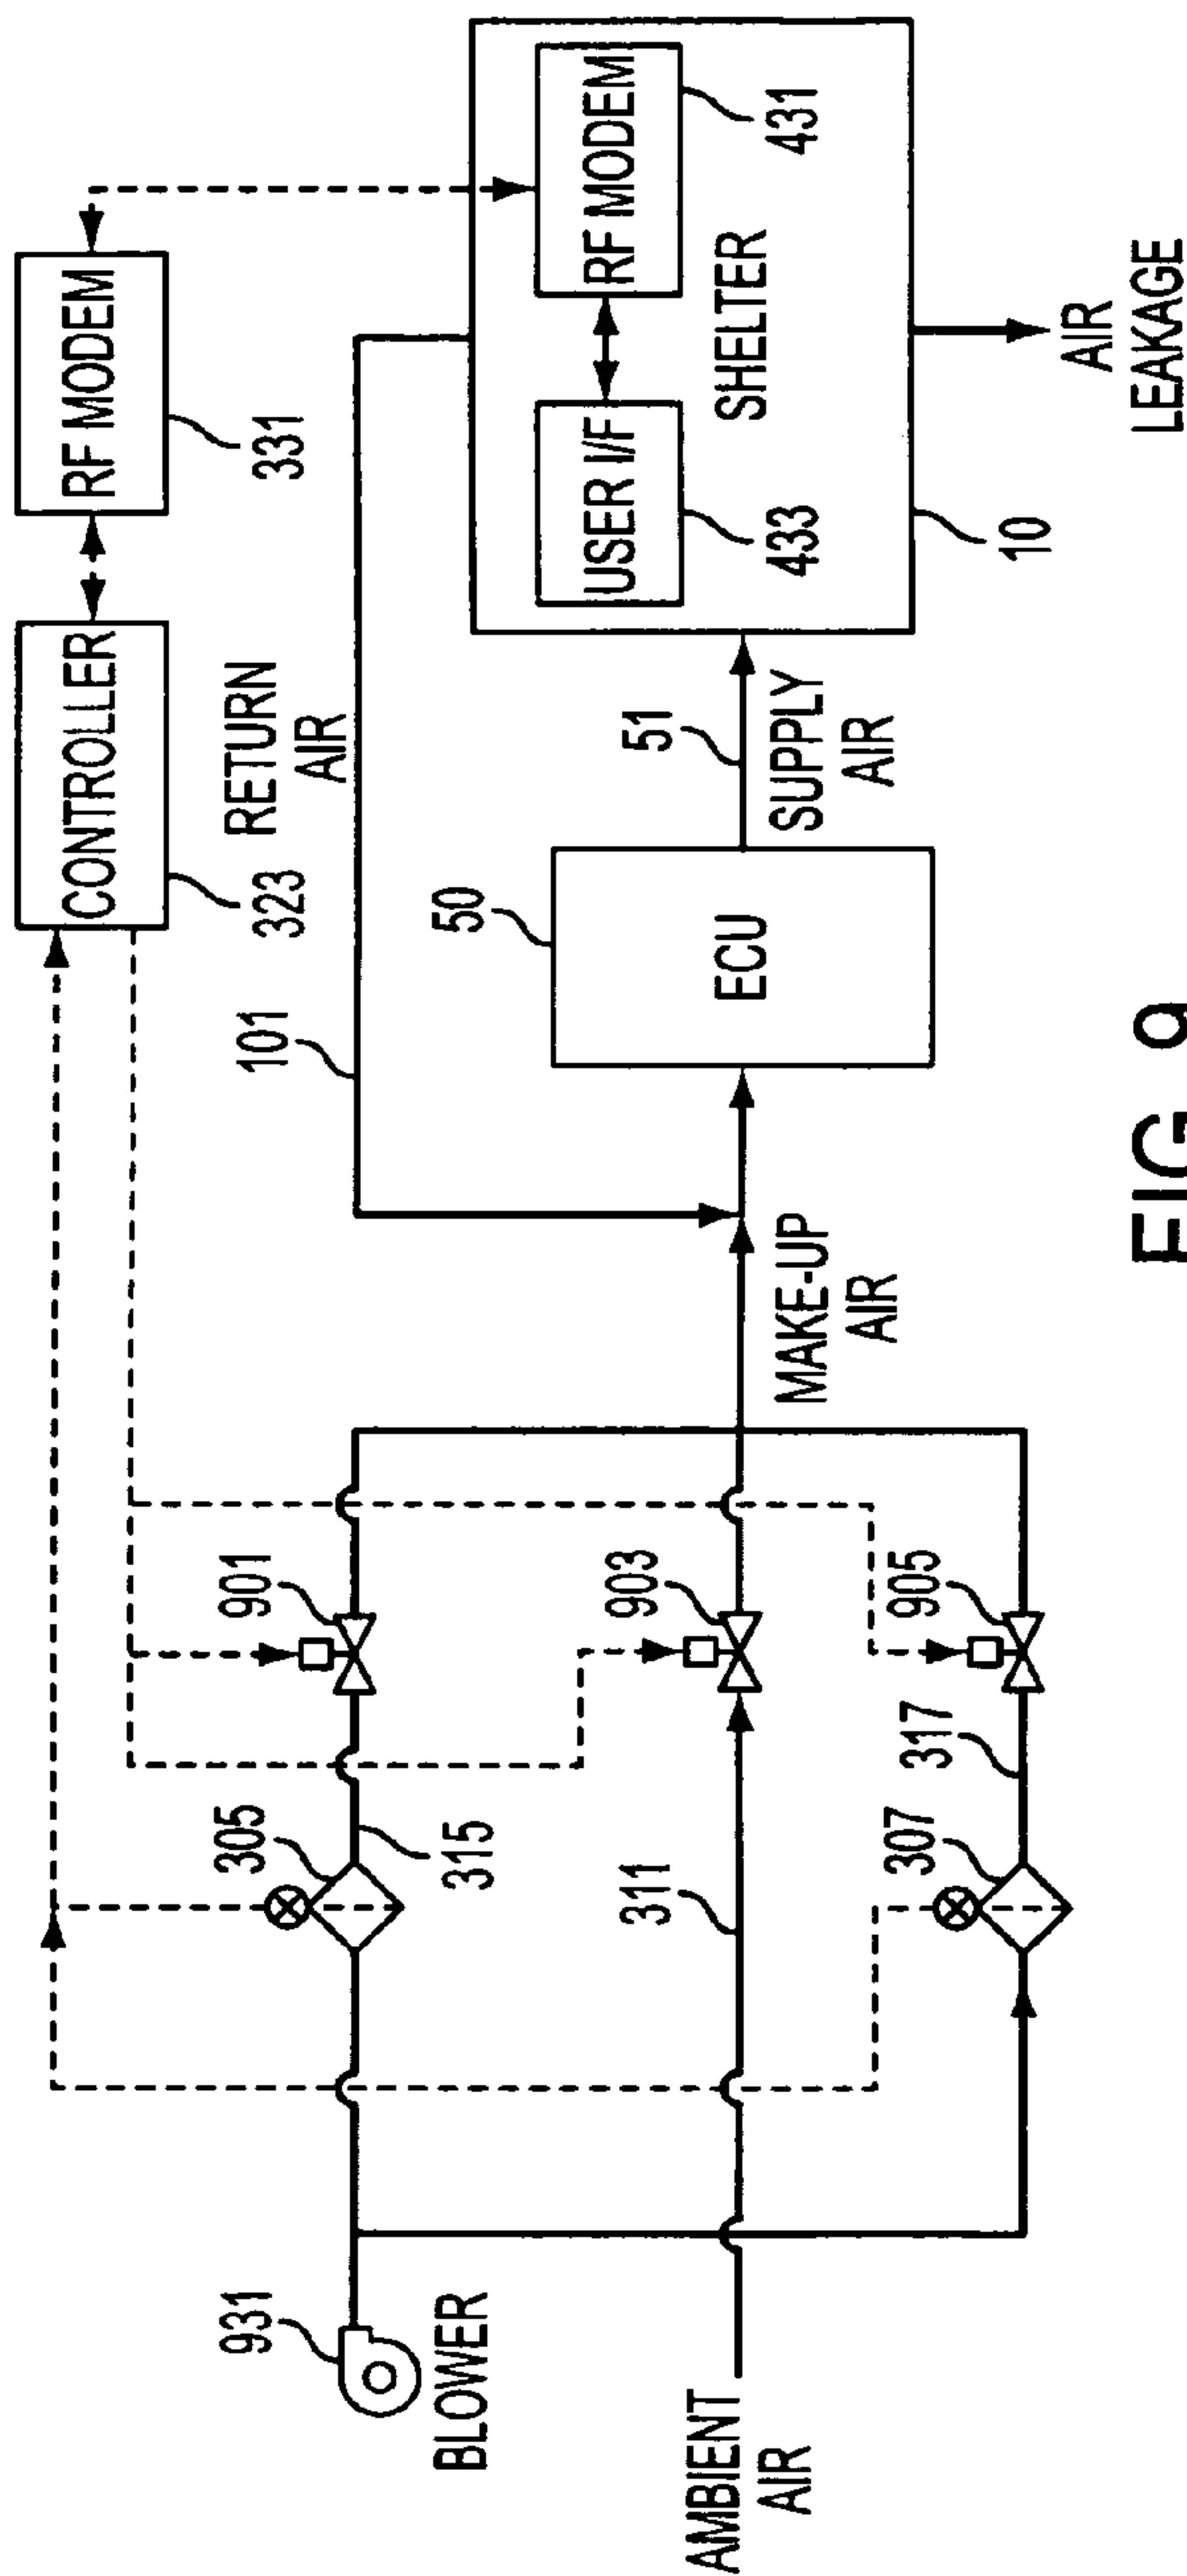 RF MODEM
331
CONTROLLER
323
RETURN
AIR
101
RF MODEM
431
USER I/F
433
SHELTER
10
AIR
LEAKAGE
51
SUPPLY
AIR
50
ECU
MAKE-UP
AIR
901
903
905
305
315
311
307
317
931
BLOWER
AMBIENT
AIR
FIG. 9